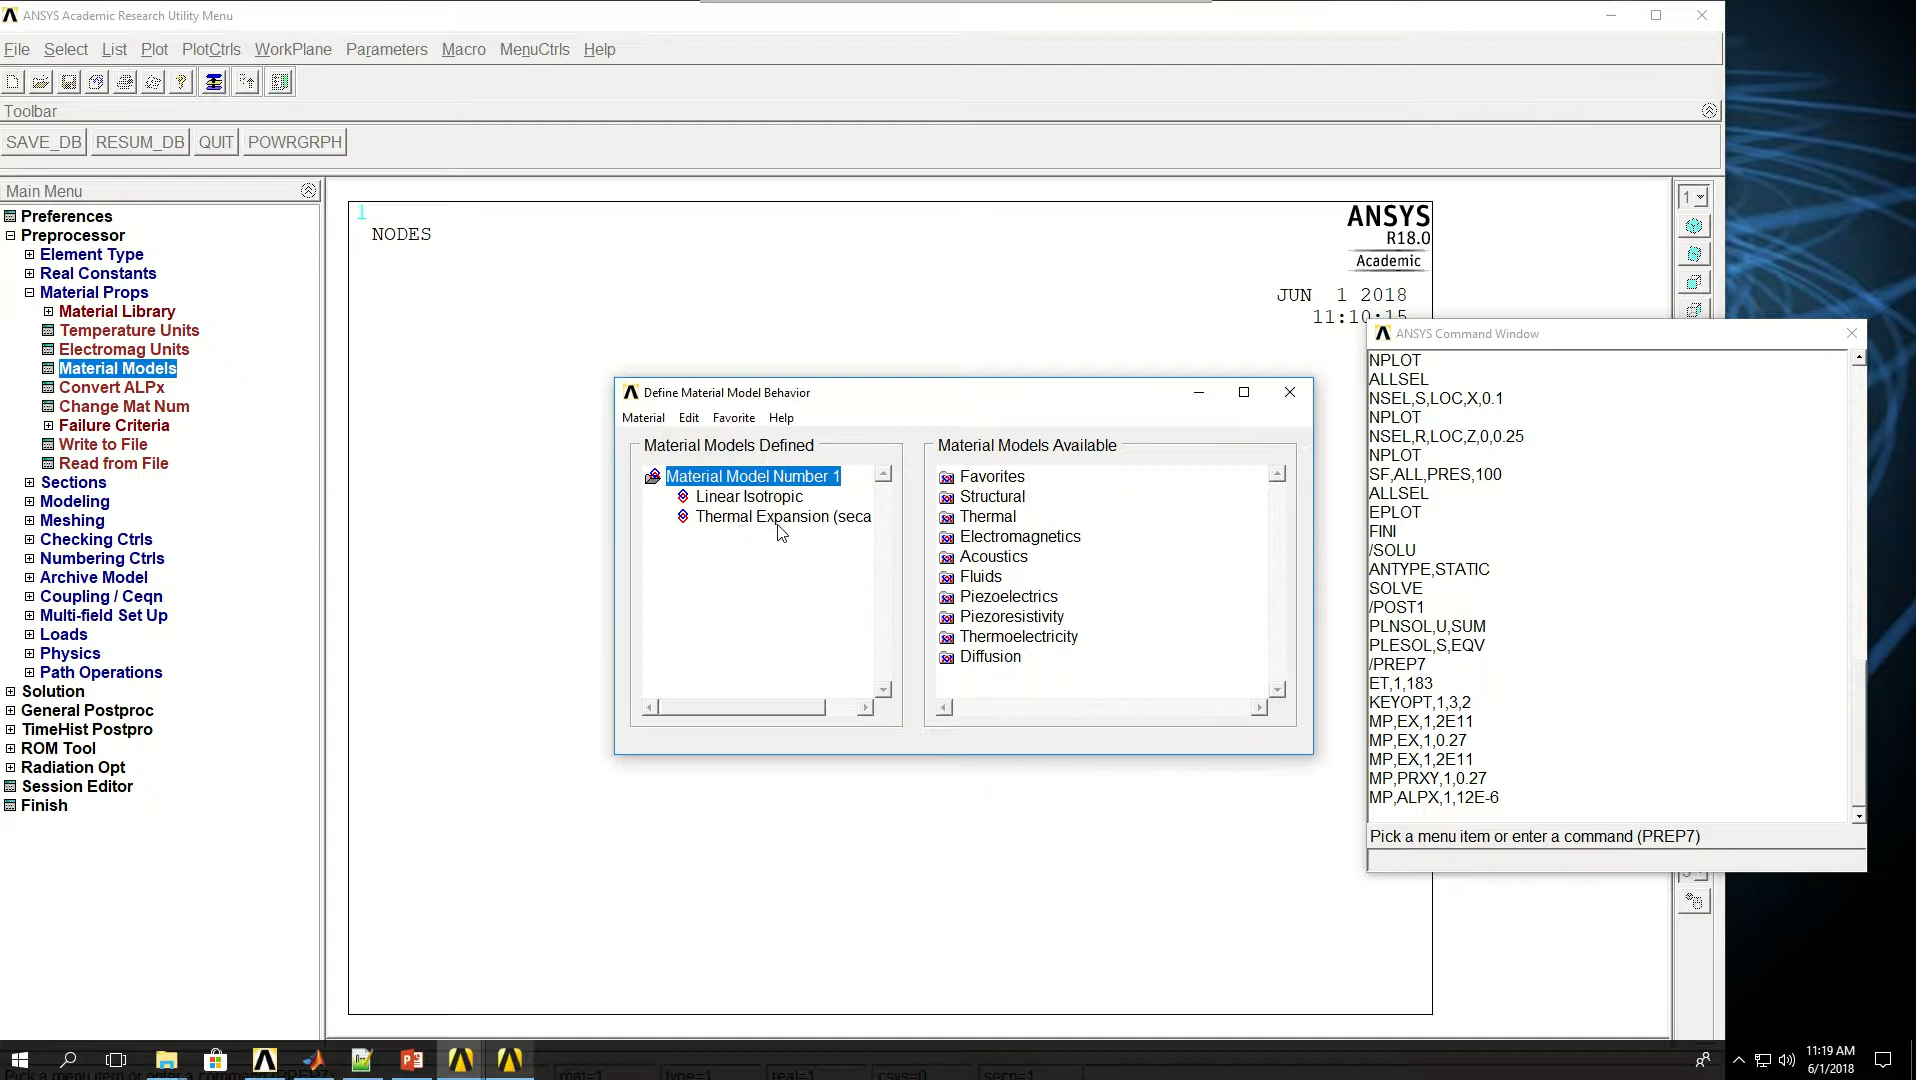 ANSYS Academic Research Utility Menu
File Select List Plot PlotCtrls WorkPlane Parameters Macro MenuCtrls Help
Toolbar
SAVE_DB RESUM_DB QUIT POWRGRPH
Main Menu
Preferences
Preprocessor
Element Type
Real Constants
Material Props
Material Library
Temperature Units
Electromag Units
Material Models
Convert ALPx
Change Mat Num
Failure Criteria
Write to File
Read from File
Sections
Modeling
Meshing
Checking Ctrls
Numbering Ctrls
Archive Model
Coupling / Ceqn
Multi-field Set Up
Loads
Physics
Path Operations
Solution
General Postproc
TimeHist Postpro
ROM Tool
Radiation Opt
Session Editor
Finish
1
NODES
ANSYS
R18.0
Academic
JUN 1 2018
11:10:15
1
Define Material Model Behavior
Material Edit Favorite Help
Material Models Defined
Material Model Number 1
Linear Isotropic
Thermal Expansion (seca
Material Models Available
Favorites
Structural
Thermal
Electromagnetics
Acoustics
Fluids
Piezoelectrics
Piezoresistivity
Thermoelectricity
Diffusion
ANSYS Command Window
NPLOT
ALLSEL
NSEL,S,LOC,X,0.1
NPLOT
NSEL,R,LOC,Z,0,0.25
NPLOT
SF,ALL,PRES,100
ALLSEL
EPLOT
FINI
/SOLU
ANTYPE,STATIC
SOLVE
/POST1
PLNSOL,U,SUM
PLESOL,S,EQV
/PREP7
ET,1,183
KEYOPT,1,3,2
MP,EX,1,2E11
MP,EX,1,0.27
MP,EX,1,2E11
MP,PRXY,1,0.27
MP,ALPX,1,12E-6
Pick a menu item or enter a command (PREP7)
11:19 AM
6/1/2018